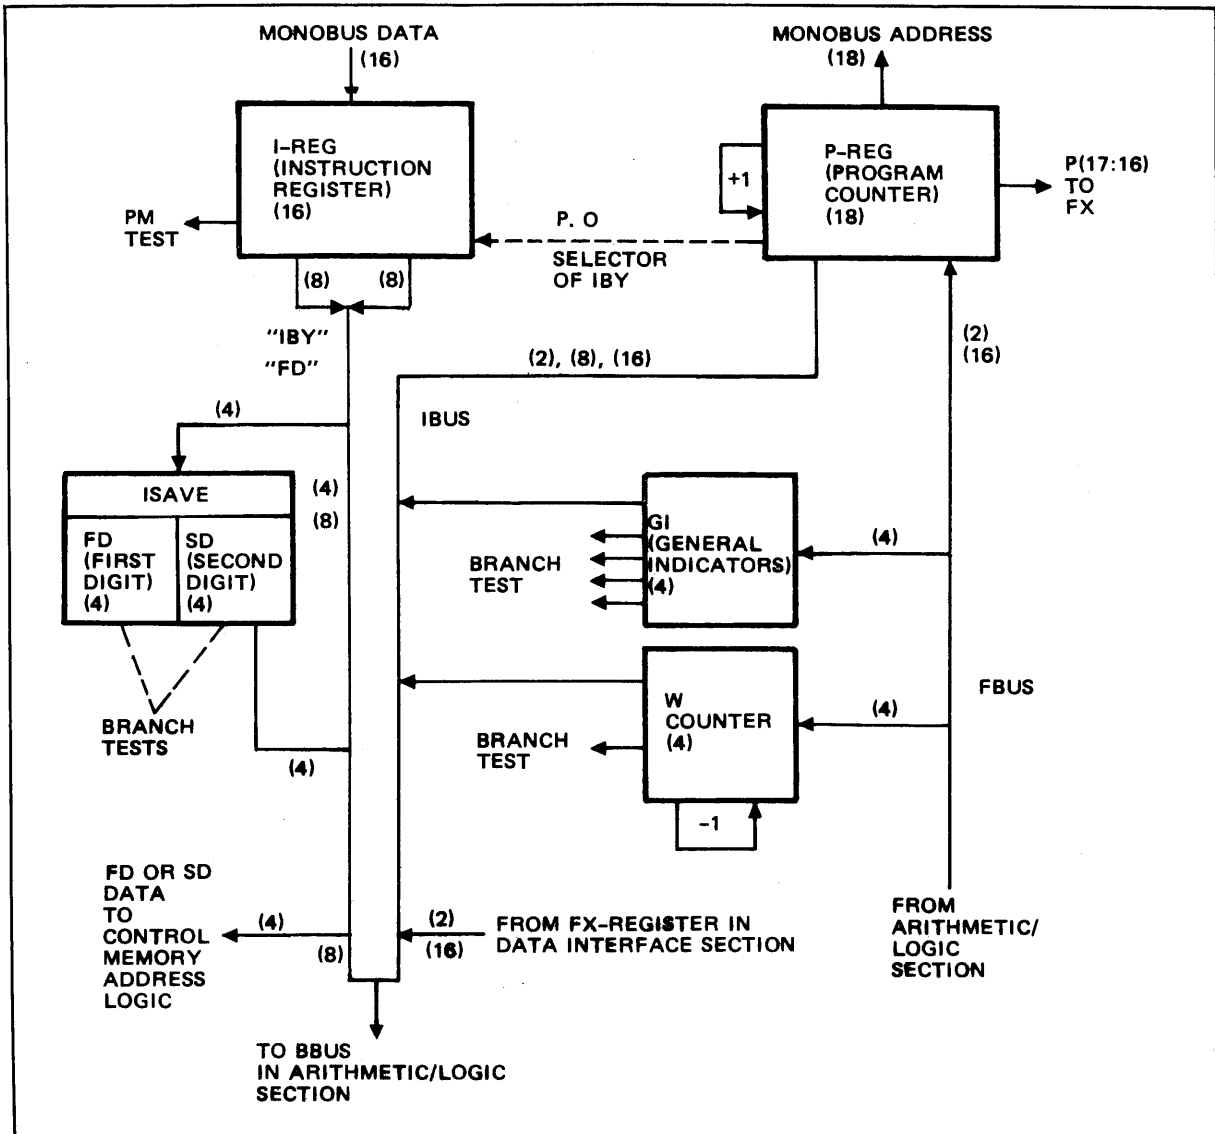 MONOBUS DATA
(16)
MONOBUS ADDRESS
(18)
I-REG
(INSTRUCTION
REGISTER)
(16)
PM
TEST
P. O
SELECTOR
OF IBY
+1
P-REG
(PROGRAM
COUNTER)
(18)
P(17:16)
TO
FX
(8)
(8)
"IBY"
"FD"
(2), (8), (16)
(2)
(16)
(4)
IBUS
ISAVE
FD
(FIRST
DIGIT)
(4)
SD
(SECOND
DIGIT)
(4)
(4)
(8)
BRANCH
TESTS
(4)
BRANCH
TEST
GI
(GENERAL
INDICATORS)
(4)
(4)
BRANCH
TEST
W
COUNTER
(4)
(4)
-1
FBUS
FD OR SD
DATA
TO
CONTROL
MEMORY
ADDRESS
LOGIC
(4)
(8)
(2)
(16)
FROM FX-REGISTER IN
DATA INTERFACE SECTION
FROM
ARITHMETIC/
LOGIC
SECTION
TO BBUS
IN ARITHMETIC/LOGIC
SECTION